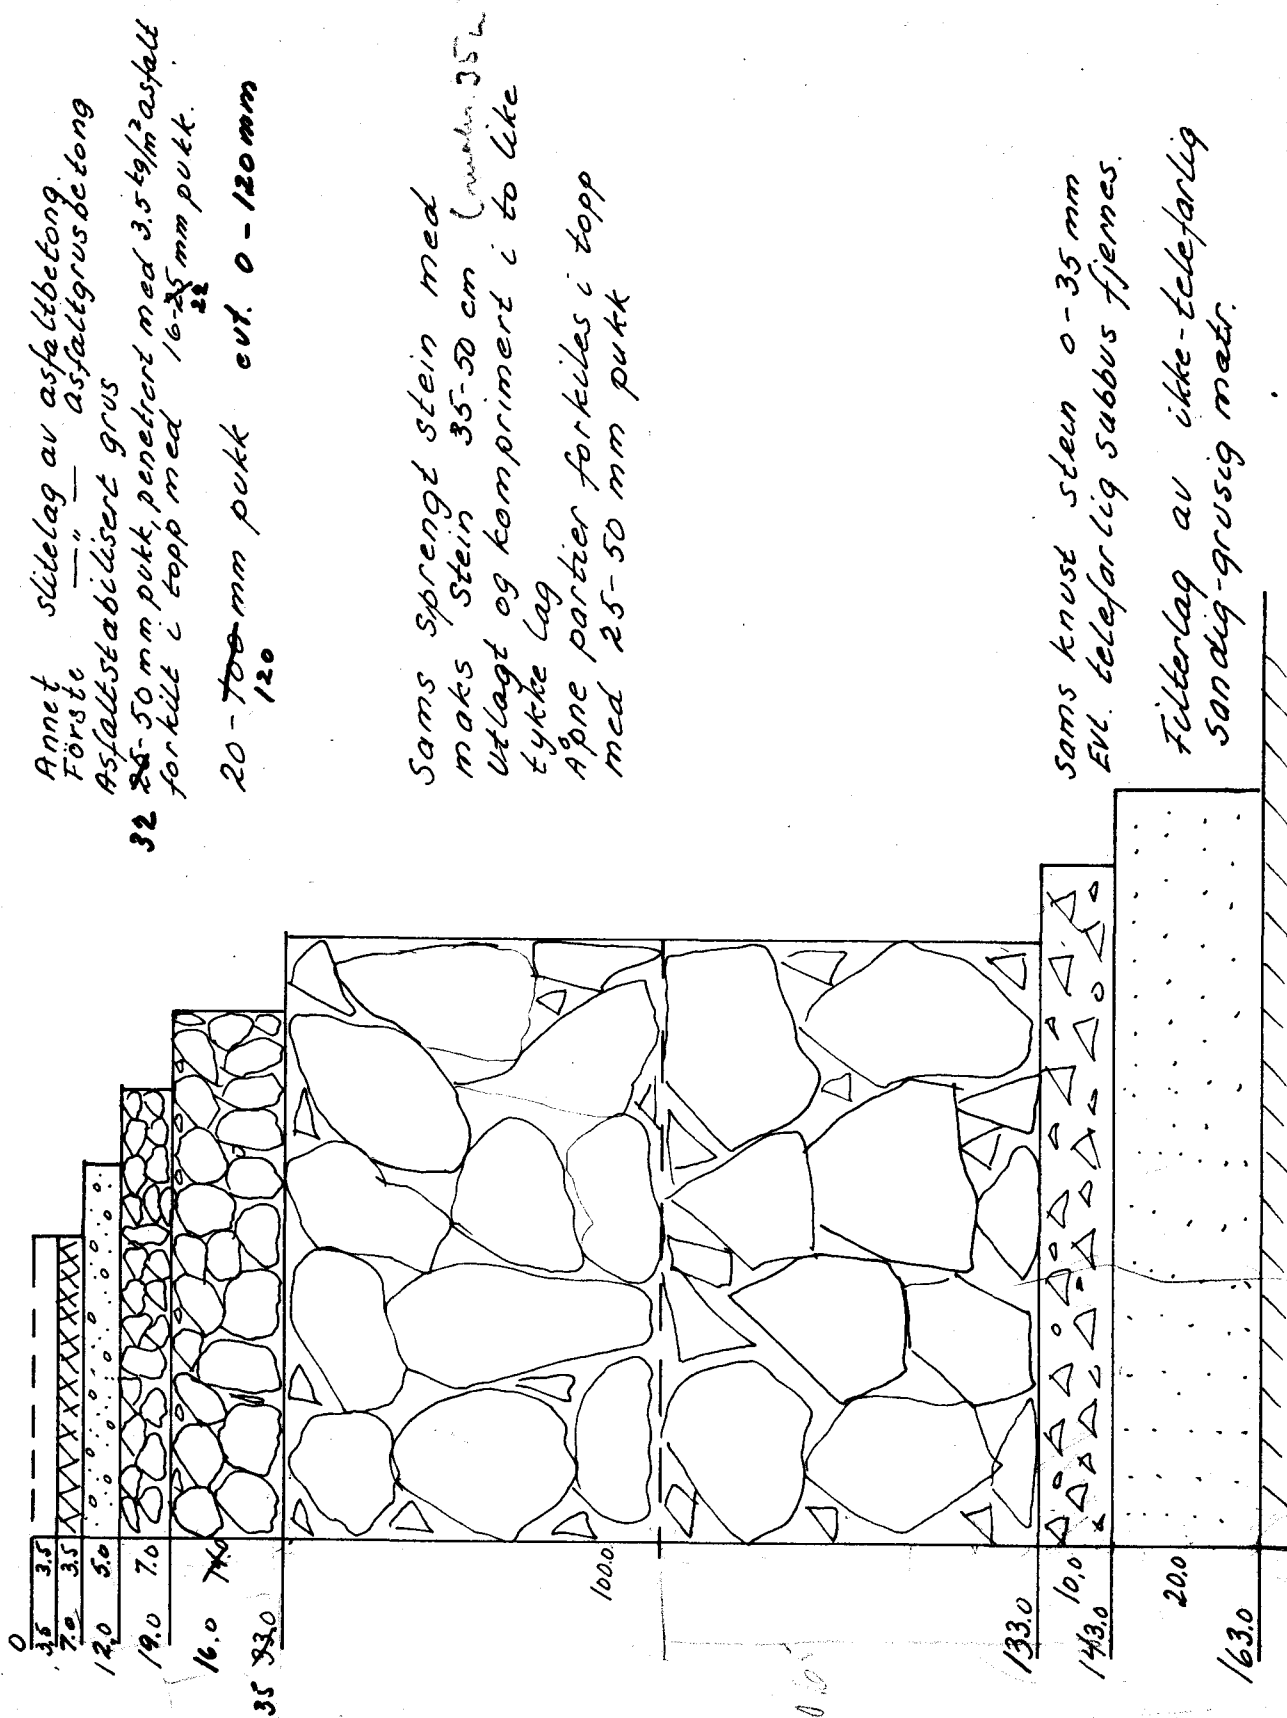 Annet slitelag av asfaltbetong.
Förste —"— asfaltgrusbetong
Asfaltstabilisert grus
32 25-50 mm pukk, penetrert med 3.5 kg/m² asfalt
forkilt i topp med 16-25 mm pukk.
22
20-100 mm pukk evt. 0-120 mm
120
Sams sprengt stein med
maks stein 35-50 cm
Utlagt og komprimert i to like
tykke lag
Åpne partier forkiles i topp
med 25-50 mm pukk
Sams knust stein 0-35 mm
Evt. telefarlig subbus fjernes.
Filterlag av ikke-telefarlig
sandig-grusig matr.
0
3.5 3.5
7.0 3.5
12.0 5.0
19.0 7.0
16.0 14.0
35 33.0
100.0
133.0
10.0
143.0
20.0
163.0